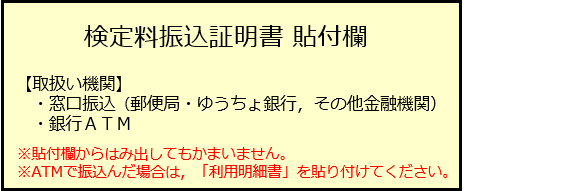 検定料振込証明書 貼付欄
【取扱い機関】
・窓口振込（郵便局・ゆうちょ銀行，その他金融機関）
・銀行ＡＴＭ
※貼付欄からはみ出してもかまいません。
※ATMで振込んだ場合は，「利用明細書」を貼り付けてください。